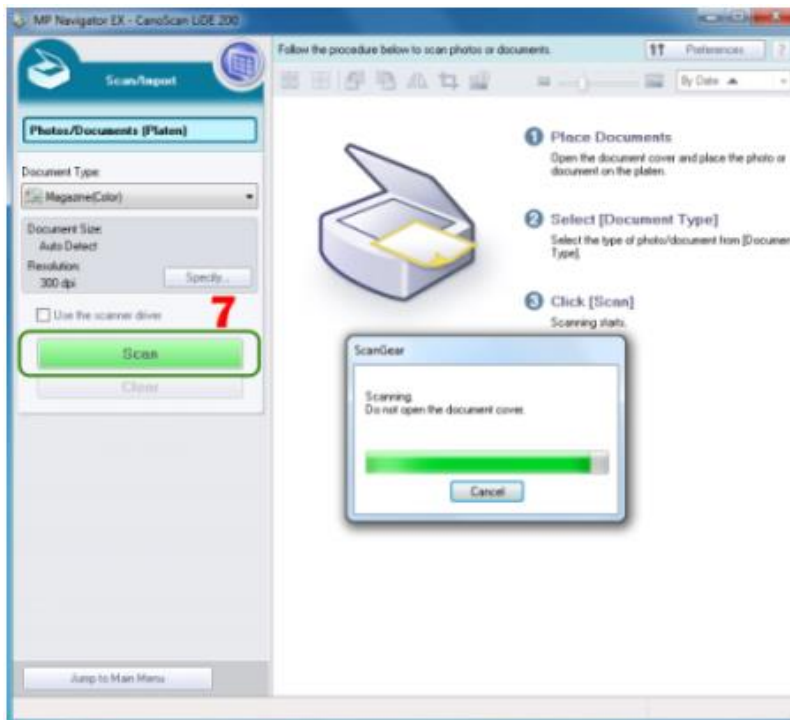 MP Navigator EX - CanoScan LiDE 200
Scan/Import
Photos/Documents (Platen)
Document Type:
Magazine(Color)
Document Size:
Auto Detect
Resolution:
300 dpi
Specify...
Use the scanner driver
7
Scan
Clear
Jump to Main Menu
Follow the procedure below to scan photos or documents.
Preferences
?
By Date
1 Place Documents
Open the document cover and place the photo or
document on the platen.
2 Select [Document Type]
Select the type of photo/document from [Documen
Type].
3 Click [Scan]
Scanning starts.
ScanGear
Scanning.
Do not open the document cover.
Cancel